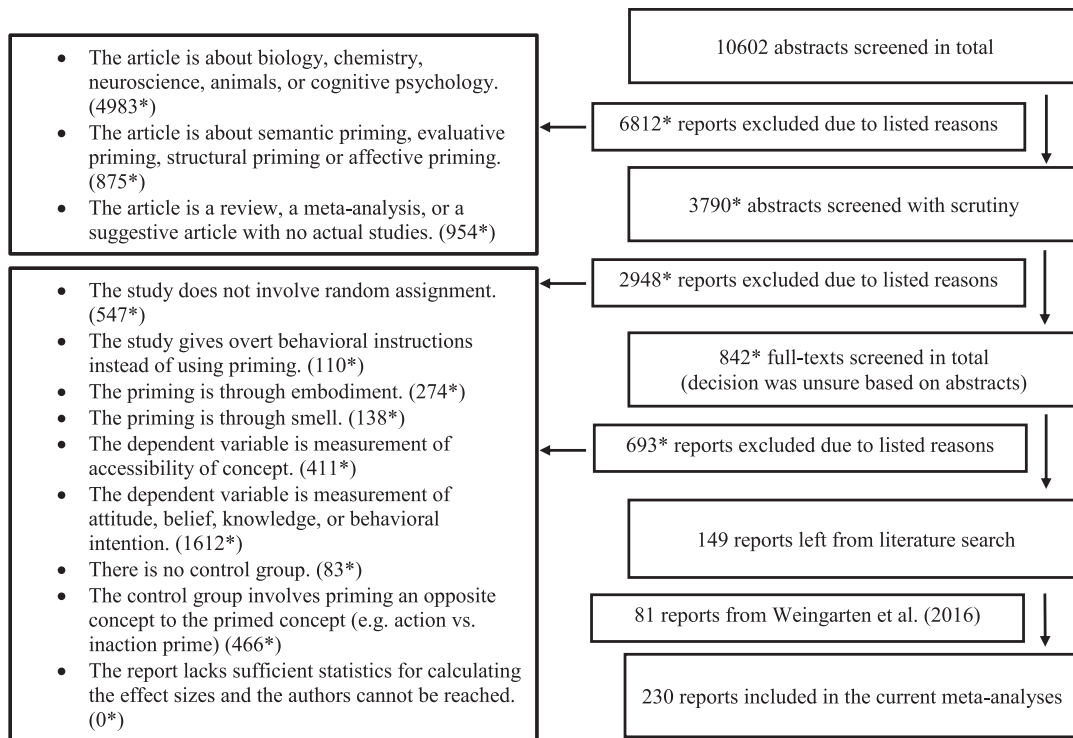 • The article is about biology, chemistry,
neuroscience, animals, or cognitive psychology.
(4983*)
• The article is about semantic priming, evaluative
priming, structural priming or affective priming.
(875*)
• The article is a review, a meta-analysis, or a
suggestive article with no actual studies. (954*)
• The study does not involve random assignment.
(547*)
• The study gives overt behavioral instructions
instead of using priming. (110*)
• The priming is through embodiment. (274*)
• The priming is through smell. (138*)
• The dependent variable is measurement of
accessibility of concept. (411*)
• The dependent variable is measurement of
attitude, belief, knowledge, or behavioral
intention. (1612*)
• There is no control group. (83*)
• The control group involves priming an opposite
concept to the primed concept (e.g. action vs.
inaction prime) (466*)
• The report lacks sufficient statistics for calculating
the effect sizes and the authors cannot be reached.
(0*)
10602 abstracts screened in total
6812* reports excluded due to listed reasons
3790* abstracts screened with scrutiny
2948* reports excluded due to listed reasons
842* full-texts screened in total
(decision was unsure based on abstracts)
693* reports excluded due to listed reasons
149 reports left from literature search
81 reports from Weingarten et al. (2016)
230 reports included in the current meta-analyses